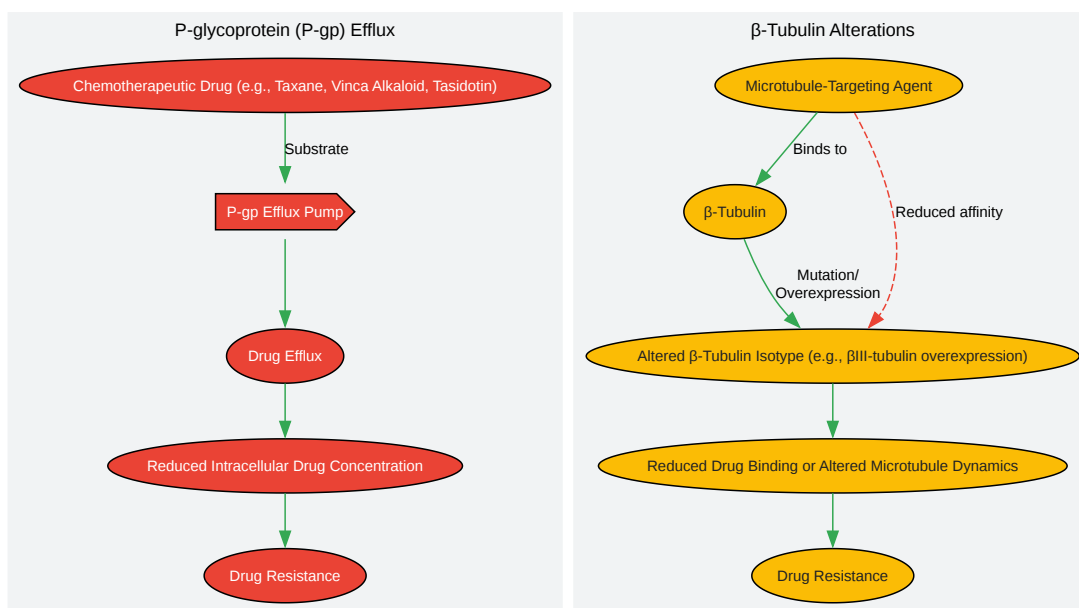 P-glycoprotein (P-gp) Efflux
Chemotherapeutic Drug (e.g., Taxane, Vinca Alkaloid, Tasidotin)
Substrate
P-gp Efflux Pump
Drug Efflux
Reduced Intracellular Drug Concentration
Drug Resistance
β-Tubulin Alterations
Microtubule-Targeting Agent
Binds to
β-Tubulin
Reduced affinity
Mutation/
Overexpression
Altered β-Tubulin Isotype (e.g., βIII-tubulin overexpression)
Reduced Drug Binding or Altered Microtubule Dynamics
Drug Resistance